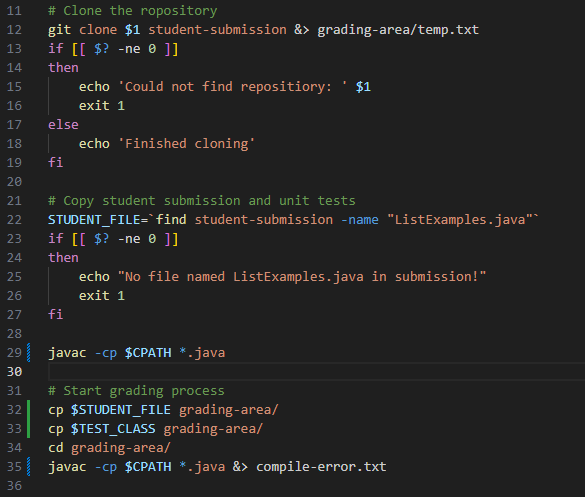 11 # Clone the ropository
12 git clone $1 student-submission &> grading-area/temp.txt
13 if [[ $? -ne 0 ]]
14 then
15     echo 'Could not find repositiory: ' $1
16     exit 1
17 else
18     echo 'Finished cloning'
19 fi
20
21 # Copy student submission and unit tests
22 STUDENT_FILE=`find student-submission -name "ListExamples.java"`
23 if [[ $? -ne 0 ]]
24 then
25     echo "No file named ListExamples.java in submission!"
26     exit 1
27 fi
28
29 javac -cp $CPATH *.java
30
31 # Start grading process
32 cp $STUDENT_FILE grading-area/
33 cp $TEST_CLASS grading-area/
34 cd grading-area/
35 javac -cp $CPATH *.java &> compile-error.txt
36